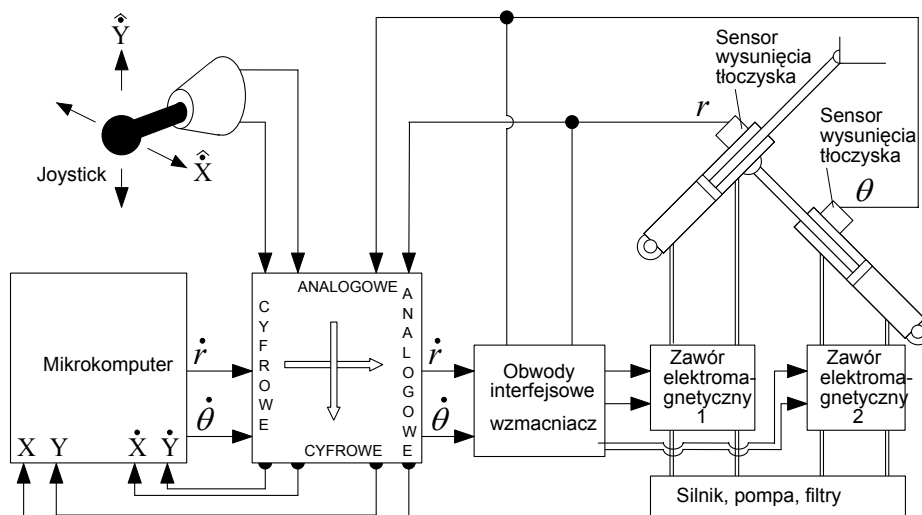 Ŷ
Joystick
Ẋ̂
Sensor
wysunięcia
tłoczyska
r
Sensor
wysunięcia
tłoczyska
θ
Mikrokomputer
X Y Ẋ Ẏ
ṙ
θ̇
ANALOGOWE
CYFROWE
ANALOGOWE
CYFROWE
ṙ
θ̇
Obwody
interfejsowe
wzmacniacz
Zawór
elektroma-
gnetyczny
1
Zawór
elektroma-
gnetyczny
2
Silnik, pompa, filtry